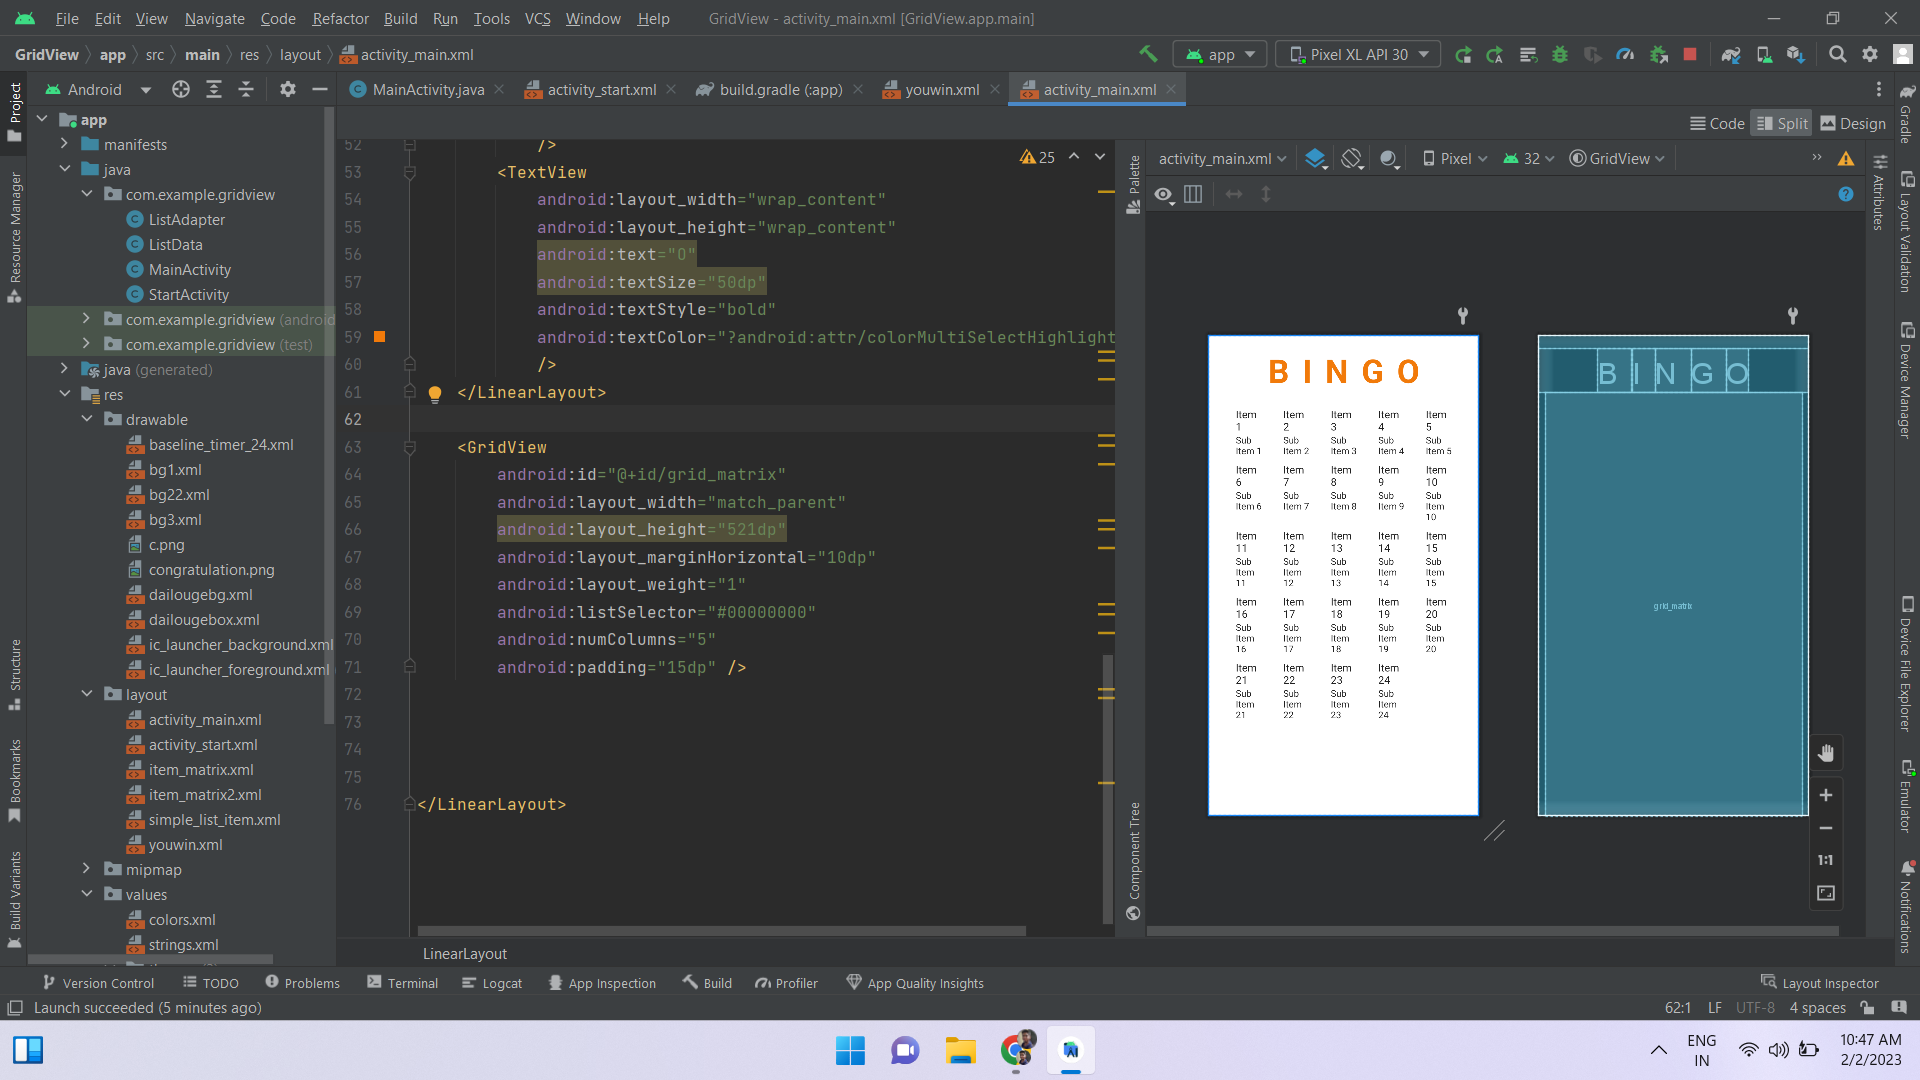 File Edit View Navigate Code Refactor Build Run Tools VCS Window Help GridView - activity_main.xml [GridView.app.main]
GridView app src main res layout activity_main.xml app Pixel XL API 30
Android MainActivity.java activity_start.xml build.gradle (:app) youwin.xml activity_main.xml
Code Split Design
Project
Resource Manager
Structure
Bookmarks
Build Variants
app
manifests
java
com.example.gridview
ListAdapter
ListData
MainActivity
StartActivity
com.example.gridview (android
com.example.gridview (test)
java (generated)
res
drawable
baseline_timer_24.xml
bg1.xml
bg22.xml
bg3.xml
c.png
congratulation.png
dailougebg.xml
dailougebox.xml
ic_launcher_background.xml
ic_launcher_foreground.xml
layout
activity_main.xml
activity_start.xml
item_matrix.xml
item_matrix2.xml
simple_list_item.xml
youwin.xml
mipmap
values
colors.xml
strings.xml
25
52 />
53 <TextView
54 android:layout_width="wrap_content"
55 android:layout_height="wrap_content"
56 android:text="O"
57 android:textSize="50dp"
58 android:textStyle="bold"
59 android:textColor="?android:attr/colorMultiSelectHighlight
60 />
61 </LinearLayout>
62
63 <GridView
64 android:id="@+id/grid_matrix"
65 android:layout_width="match_parent"
66 android:layout_height="521dp"
67 android:layout_marginHorizontal="10dp"
68 android:layout_weight="1"
69 android:listSelector="#00000000"
70 android:numColumns="5"
71 android:padding="15dp" />
72
73
74
75
76 </LinearLayout>
LinearLayout
Palette
Component Tree
activity_main.xml Pixel 32 GridView
?
B I N G O
Item Item Item Item Item
1 2 3 4 5
Sub Sub Sub Sub Sub
Item 1 Item 2 Item 3 Item 4 Item 5
Item Item Item Item Item
6 7 8 9 10
Sub Sub Sub Sub Sub
Item 6 Item 7 Item 8 Item 9 Item
10
Item Item Item Item Item
11 12 13 14 15
Sub Sub Sub Sub Sub
Item Item Item Item Item
11 12 13 14 15
Item Item Item Item Item
16 17 18 19 20
Sub Sub Sub Sub Sub
Item Item Item Item Item
16 17 18 19 20
Item Item Item Item
21 22 23 24
Sub Sub Sub Sub
Item Item Item Item
21 22 23 24
B I N G O
grid_matrix
1:1
Attributes
Gradle
Layout Validation
Device Manager
Device File Explorer
Emulator
Notifications
Version Control TODO Problems Terminal Logcat App Inspection Build Profiler App Quality Insights Layout Inspector
Launch succeeded (5 minutes ago) 62:1 LF UTF-8 4 spaces
ENG
IN
10:47 AM
2/2/2023